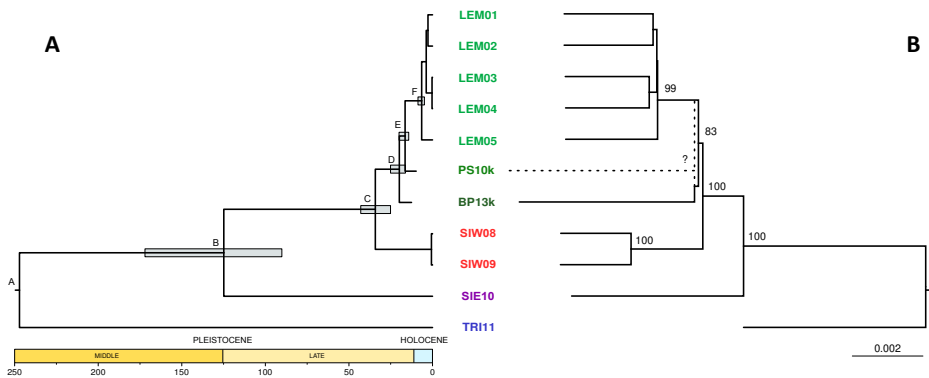 A
B
LEM01
LEM02
LEM03
LEM04
LEM05
PS10k
BP13k
SIW08
SIW09
SIE10
TRI11
A
B
C
D
E
F
99
83
?
100
100
100
PLEISTOCENE
HOLOCENE
MIDDLE
LATE
250
200
150
100
50
0
0.002